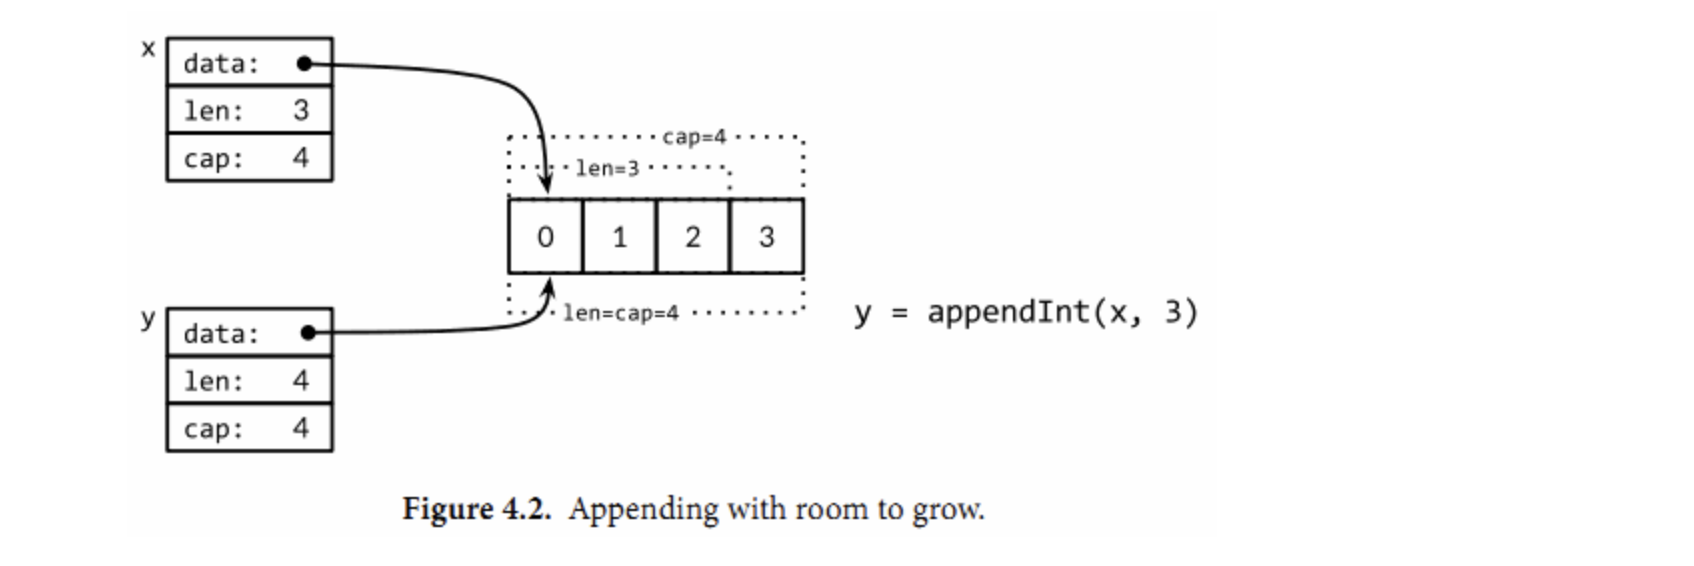 x
data:
len: 3
cap: 4
cap=4
len=3
0 1 2 3
len=cap=4
y = appendInt(x, 3)
y
data:
len: 4
cap: 4
Figure 4.2. Appending with room to grow.